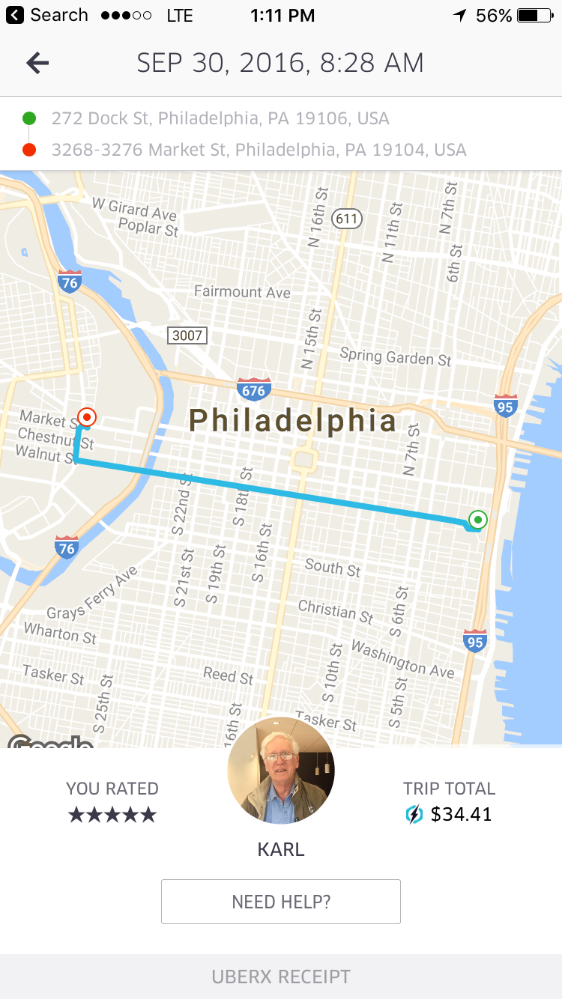 Search LTE 1:11 PM 56%
SEP 30, 2016, 8:28 AM
272 Dock St, Philadelphia, PA 19106, USA
3268-3276 Market St, Philadelphia, PA 19104, USA
W Girard Ave
Poplar St
N 16th St
611
N 11th St
N 7th St
6th St
76
Fairmount Ave
3007
N 15th St
Spring Garden St
676
95
Philadelphia
Market S
Chestnut St
Walnut St
N 7th St
S 22nd St
S 18th St
76
S 21st St
S 19th St
S 16th St
South St
Grays Ferry Ave
Christian St
S 6th St
95
Wharton St
Washington Ave
Tasker St
Reed St
S 10th St
S 25th St
S 5th St
16th St
Tasker St
Google
YOU RATED
TRIP TOTAL
★★★★★
$34.41
KARL
NEED HELP?
UBERX RECEIPT